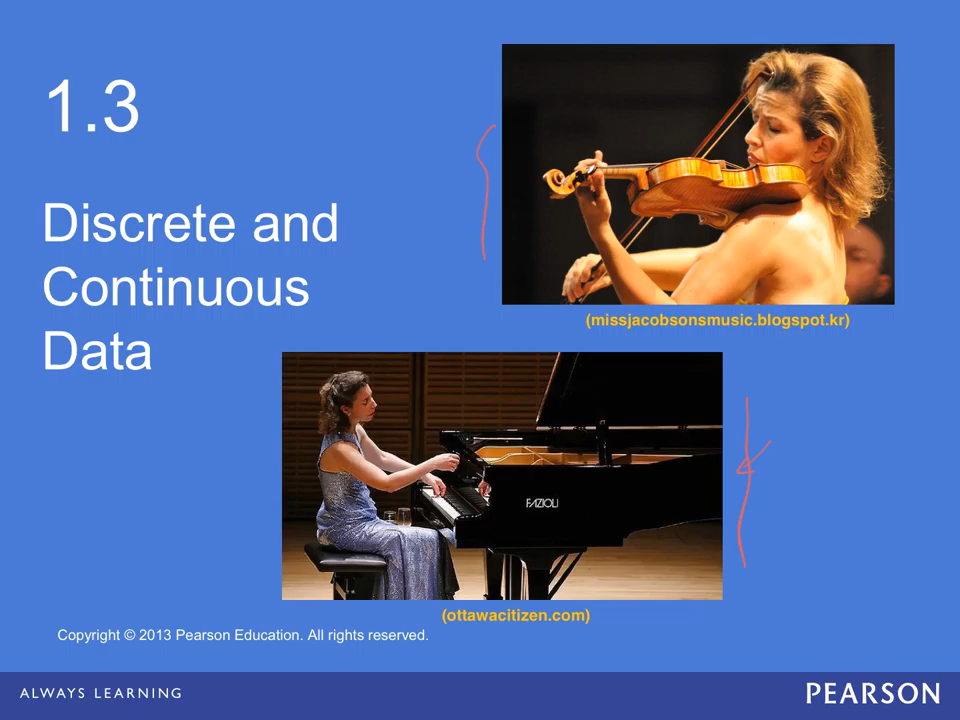 1.3
Discrete and
Continuous
Data
(missjacobsonsmusic.blogspot.kr)
FAZIOLI
(ottawacitizen.com)
Copyright © 2013 Pearson Education. All rights reserved.
ALWAYS LEARNING
PEARSON